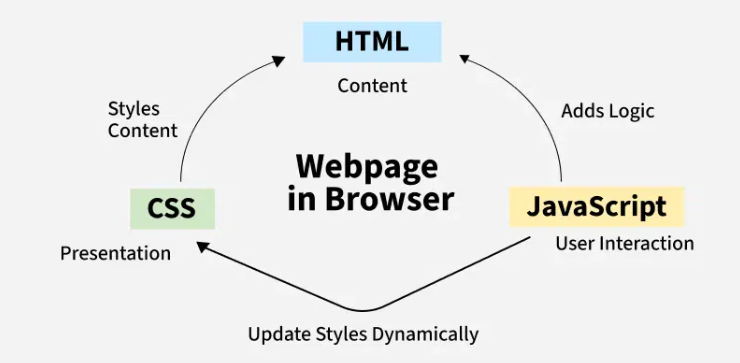 HTML
Content
Styles
Content
Adds Logic
Webpage
in Browser
CSS
JavaScript
Presentation
User Interaction
Update Styles Dynamically